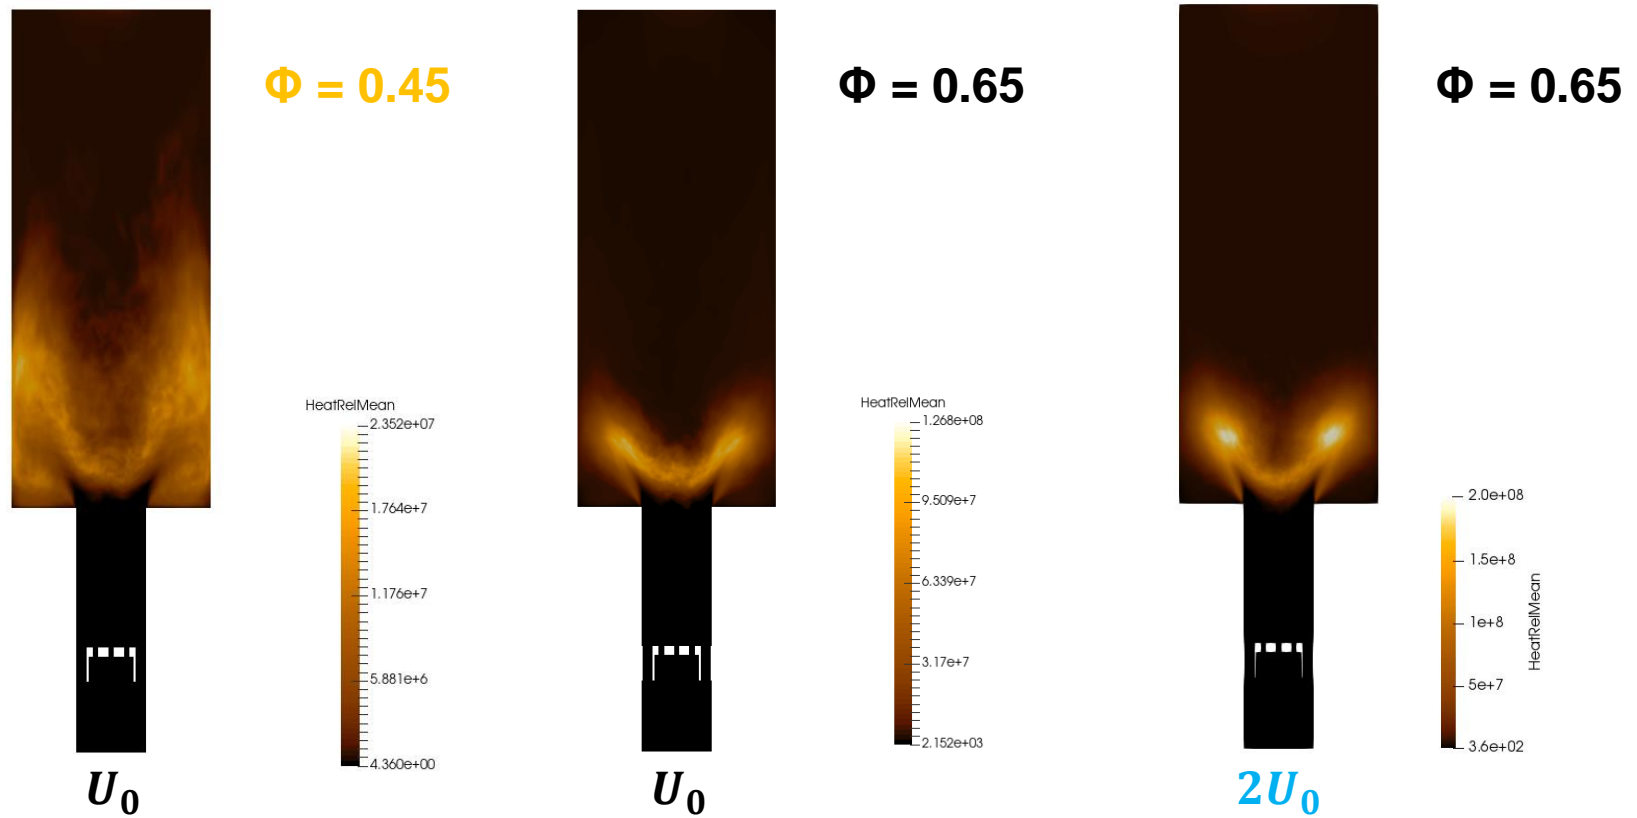 Φ = 0.45
HeatRelMean
2.352e+07
1.764e+7
1.176e+7
5.881e+6
4.360e+00
U₀
Φ = 0.65
HeatRelMean
1.268e+08
9.509e+7
6.339e+7
3.17e+7
2.152e+03
U₀
Φ = 0.65
2.0e+08
1.5e+8
1e+8
5e+7
3.6e+02
HeatRelMean
2U₀